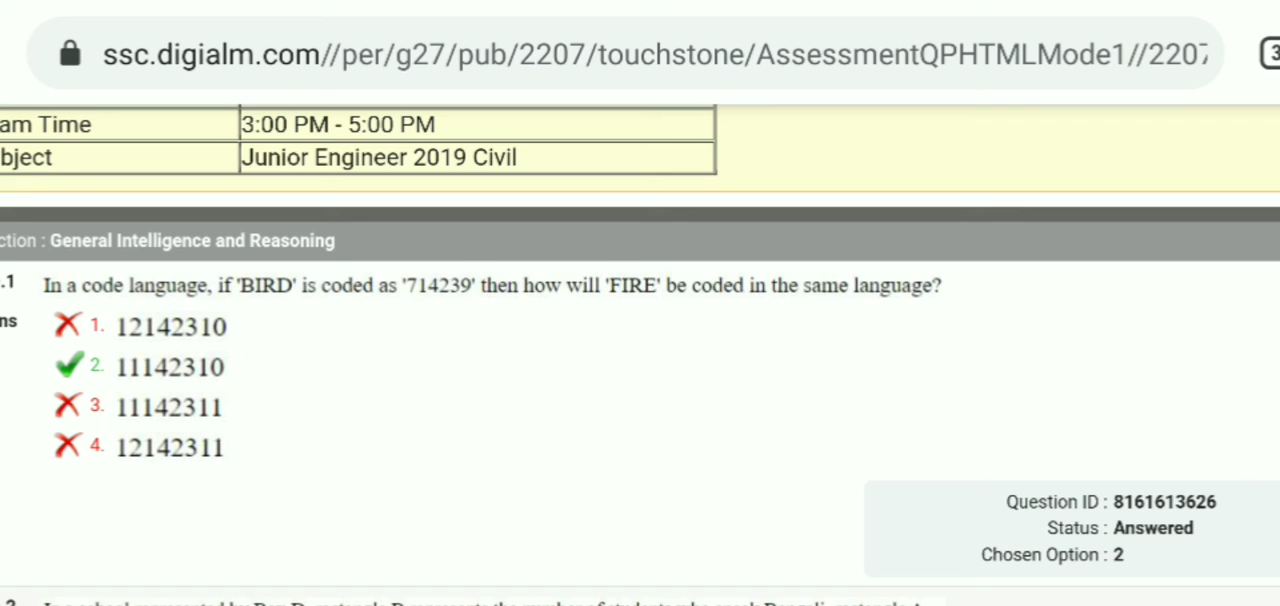 ssc.digialm.com//per/g27/pub/2207/touchstone/AssessmentQPHTMLMode1//2207
3
am Time 3:00 PM - 5:00 PM
bject Junior Engineer 2019 Civil
ction : General Intelligence and Reasoning
.1 In a code language, if 'BIRD' is coded as '714239' then how will 'FIRE' be coded in the same language?
ns 1. 12142310
2. 11142310
3. 11142311
4. 12142311
Question ID : 8161613626
Status : Answered
Chosen Option : 2